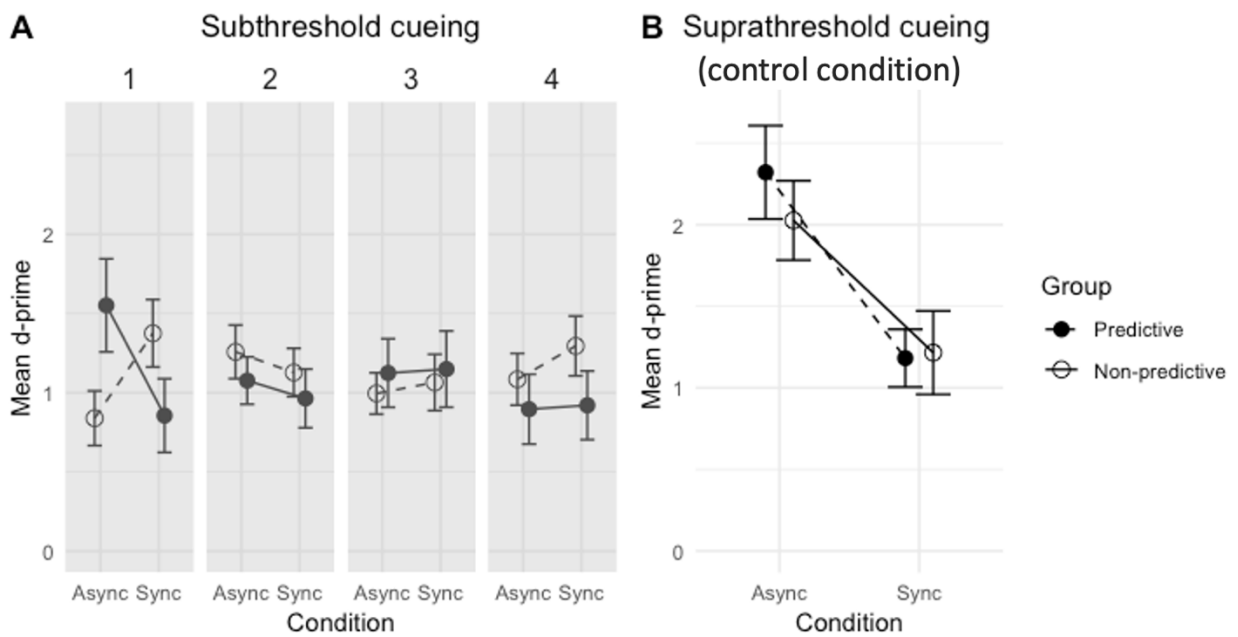 A
Subthreshold cueing
1 2 3 4
Mean d-prime
2
1
0
Async Sync Async Sync Async Sync Async Sync
Condition
B
Suprathreshold cueing
(control condition)
Mean d-prime
2
1
0
Async Sync
Condition
Group
Predictive
Non-predictive